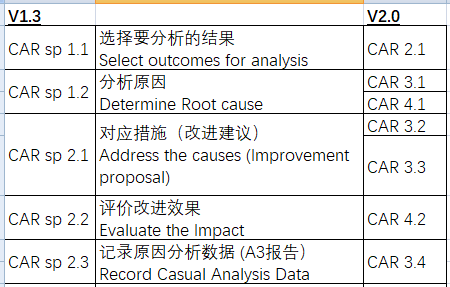 V1.3 V2.0
CAR sp 1.1 选择要分析的结果 CAR 2.1
Select outcomes for analysis
CAR sp 1.2 分析原因 CAR 3.1
Determine Root cause CAR 4.1
CAR sp 2.1 对应措施（改进建议） CAR 3.2
Address the causes (Improvement CAR 3.3
proposal)
CAR sp 2.2 评价改进效果 CAR 4.2
Evaluate the Impact
CAR sp 2.3 记录原因分析数据 (A3报告） CAR 3.4
Record Casual Analysis Data